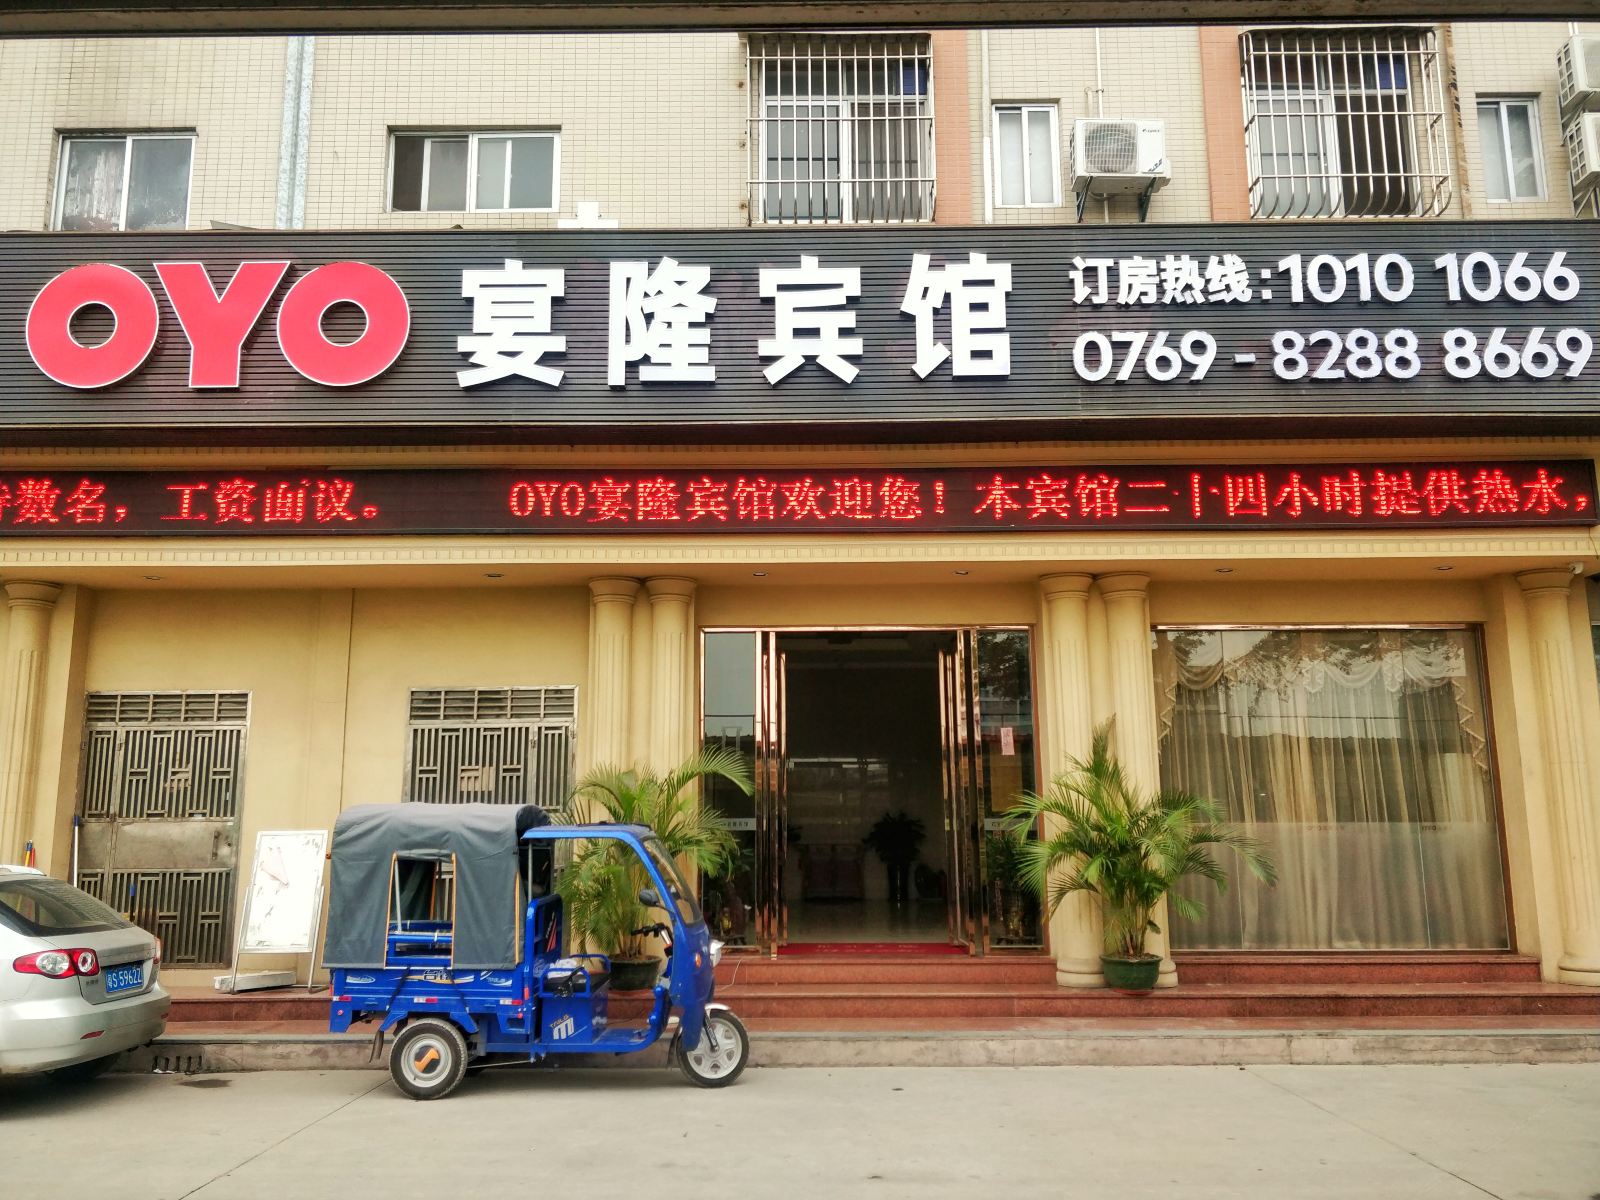 OYO 宴隆宾馆
订房热线:1010 1066
0769-8288 8669
数名，工资面议。 OYO宴隆宾馆欢迎您！本宾馆二十四小时提供热水，
S5962Z